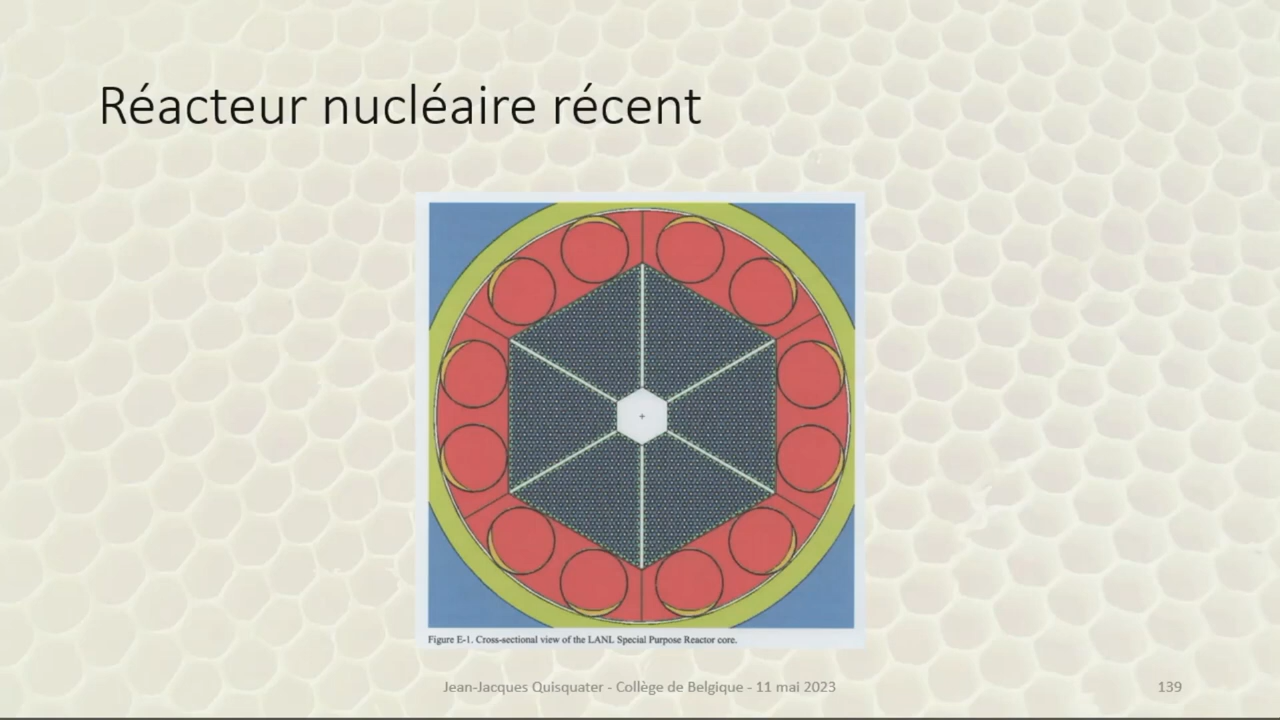 Réacteur nucléaire récent
Figure E-1. Cross-sectional view of the LANL Special Purpose Reactor core.
Jean-Jacques Quisquater - Collège de Belgique - 11 mai 2023
139